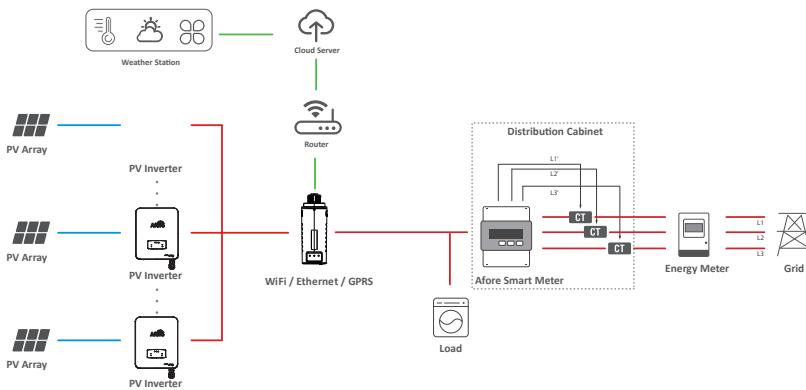 Weather Station
Cloud Server
Router
Distribution Cabinet
PV Array
PV Inverter
L1'
L2'
L3'
CT
CT
CT
L1
L2
L3
PV Array
PV Inverter
WiFi / Ethernet / GPRS
Afore Smart Meter
Energy Meter
Grid
Load
PV Array
PV Inverter